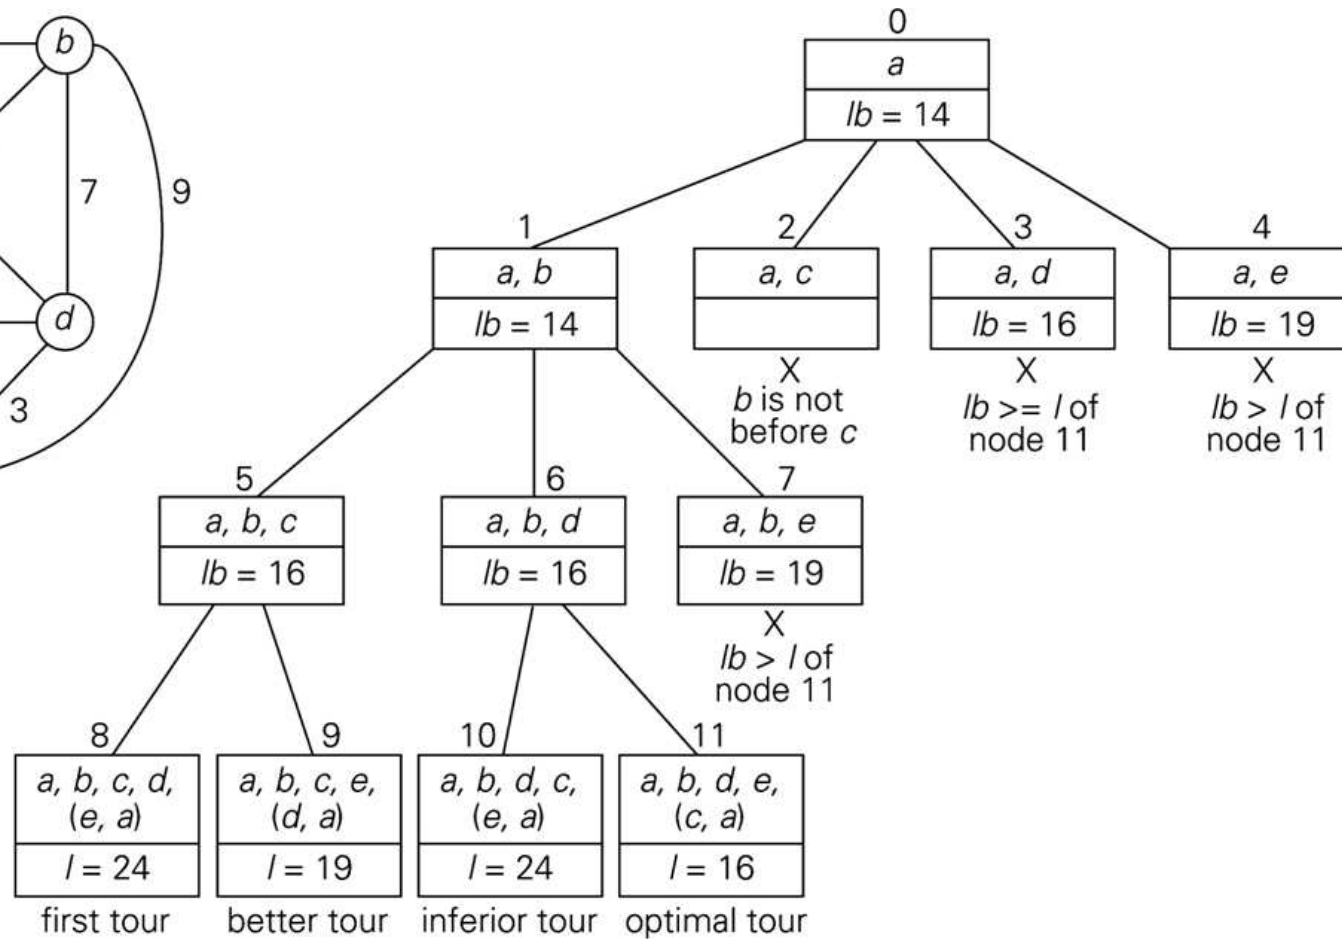 b
7
9
d
3
0
a
lb = 14
1
a, b
lb = 14
2
a, c
X
b is not
before c
3
a, d
lb = 16
X
lb >= l of
node 11
4
a, e
lb = 19
X
lb > l of
node 11
5
a, b, c
lb = 16
6
a, b, d
lb = 16
7
a, b, e
lb = 19
X
lb > l of
node 11
8
a, b, c, d,
(e, a)
l = 24
first tour
9
a, b, c, e,
(d, a)
l = 19
better tour
10
a, b, d, c,
(e, a)
l = 24
inferior tour
11
a, b, d, e,
(c, a)
l = 16
optimal tour